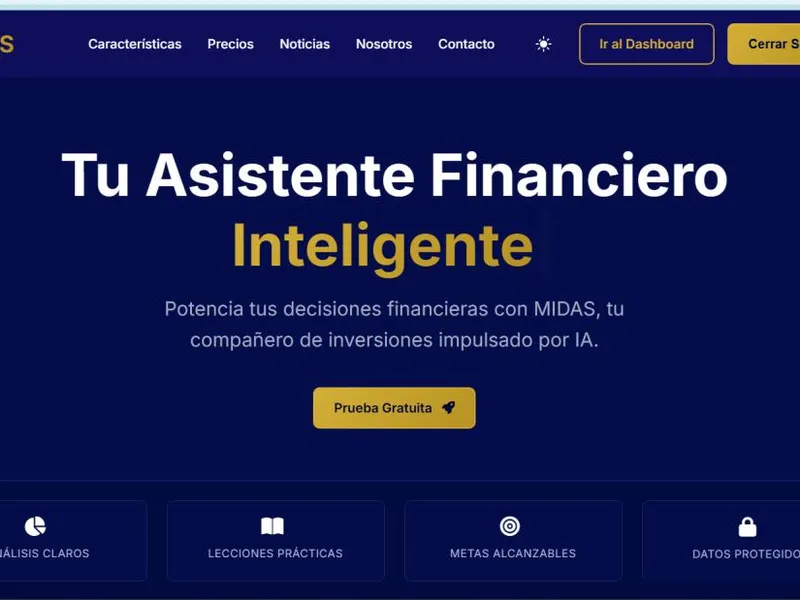 S
Características Precios Noticias Nosotros Contacto Ir al Dashboard Cerrar S
Tu Asistente Financiero
Inteligente
Potencia tus decisiones financieras con MIDAS, tu
compañero de inversiones impulsado por IA.
Prueba Gratuita
ÁLISIS CLAROS LECCIONES PRÁCTICAS METAS ALCANZABLES DATOS PROTEGIDO